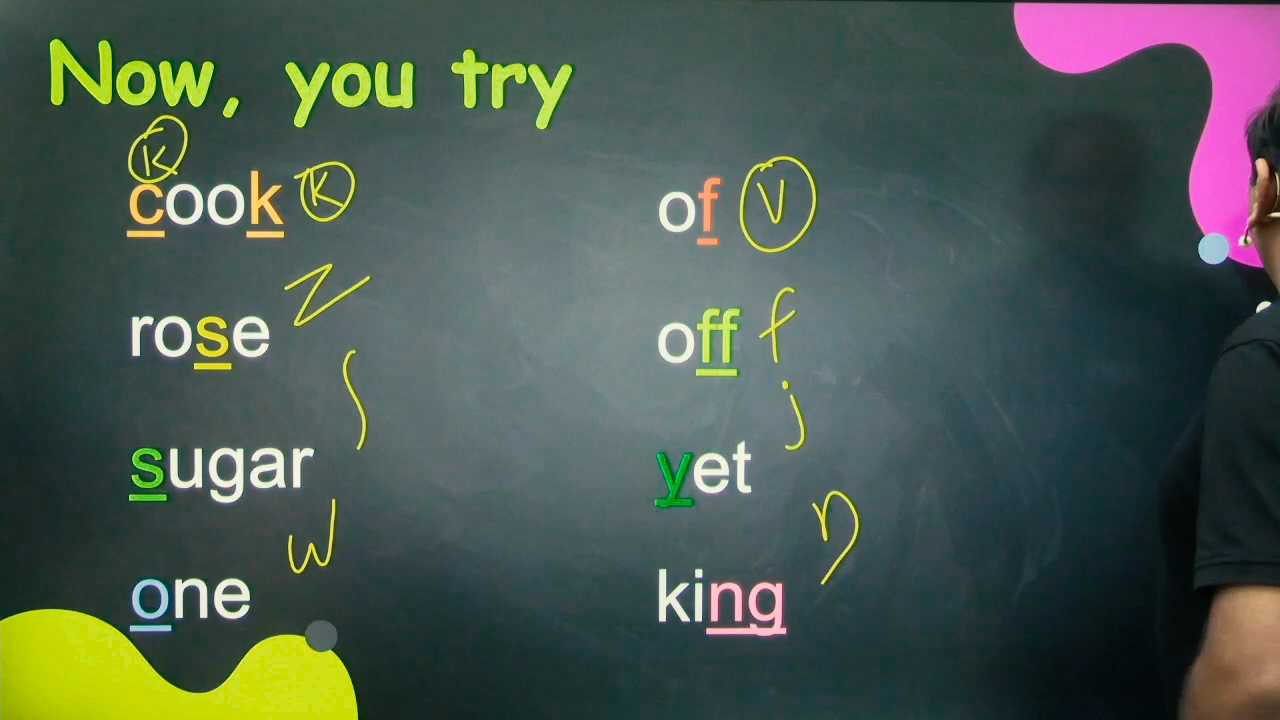 Now, you try
K
cook K
rose z
ʃ
sugar
one w
of v
off f
j
yet
king ŋ